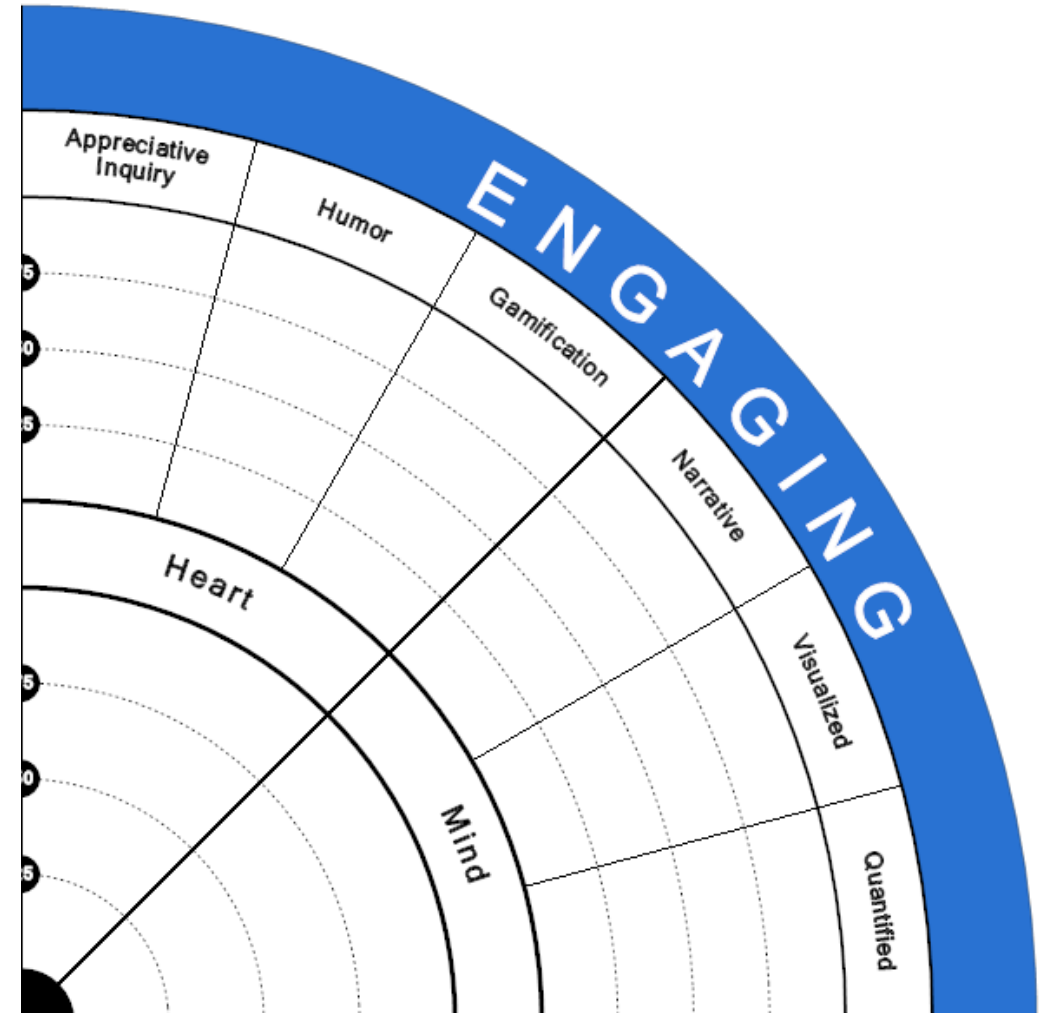 ENGAGING
Appreciative
Inquiry
Humor
Gamification
Narrative
Visualized
Quantified
Heart
Mind